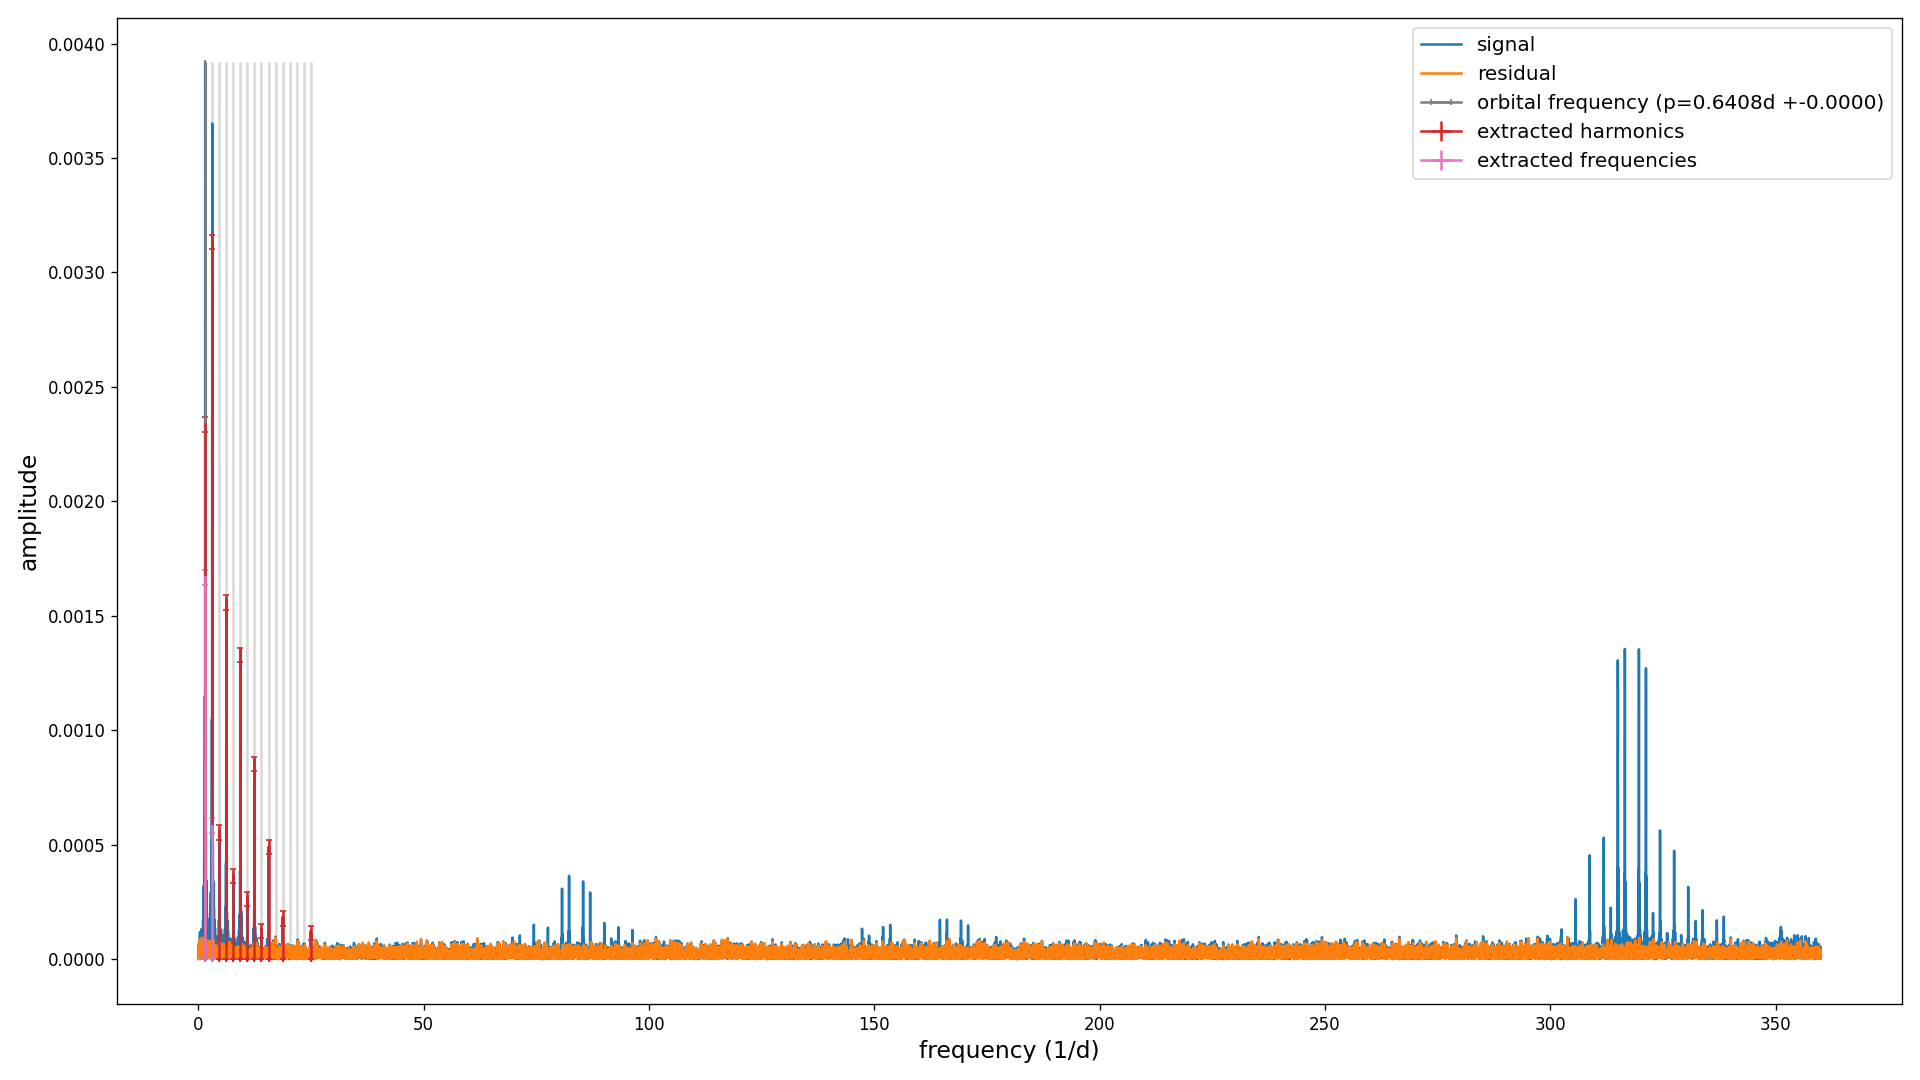 0.0040
0.0035
0.0030
0.0025
0.0020
0.0015
0.0010
0.0005
0.0000
amplitude
0
50
100
150
200
250
300
350
frequency (1/d)
signal
residual
orbital frequency (p=0.6408d +-0.0000)
extracted harmonics
extracted frequencies